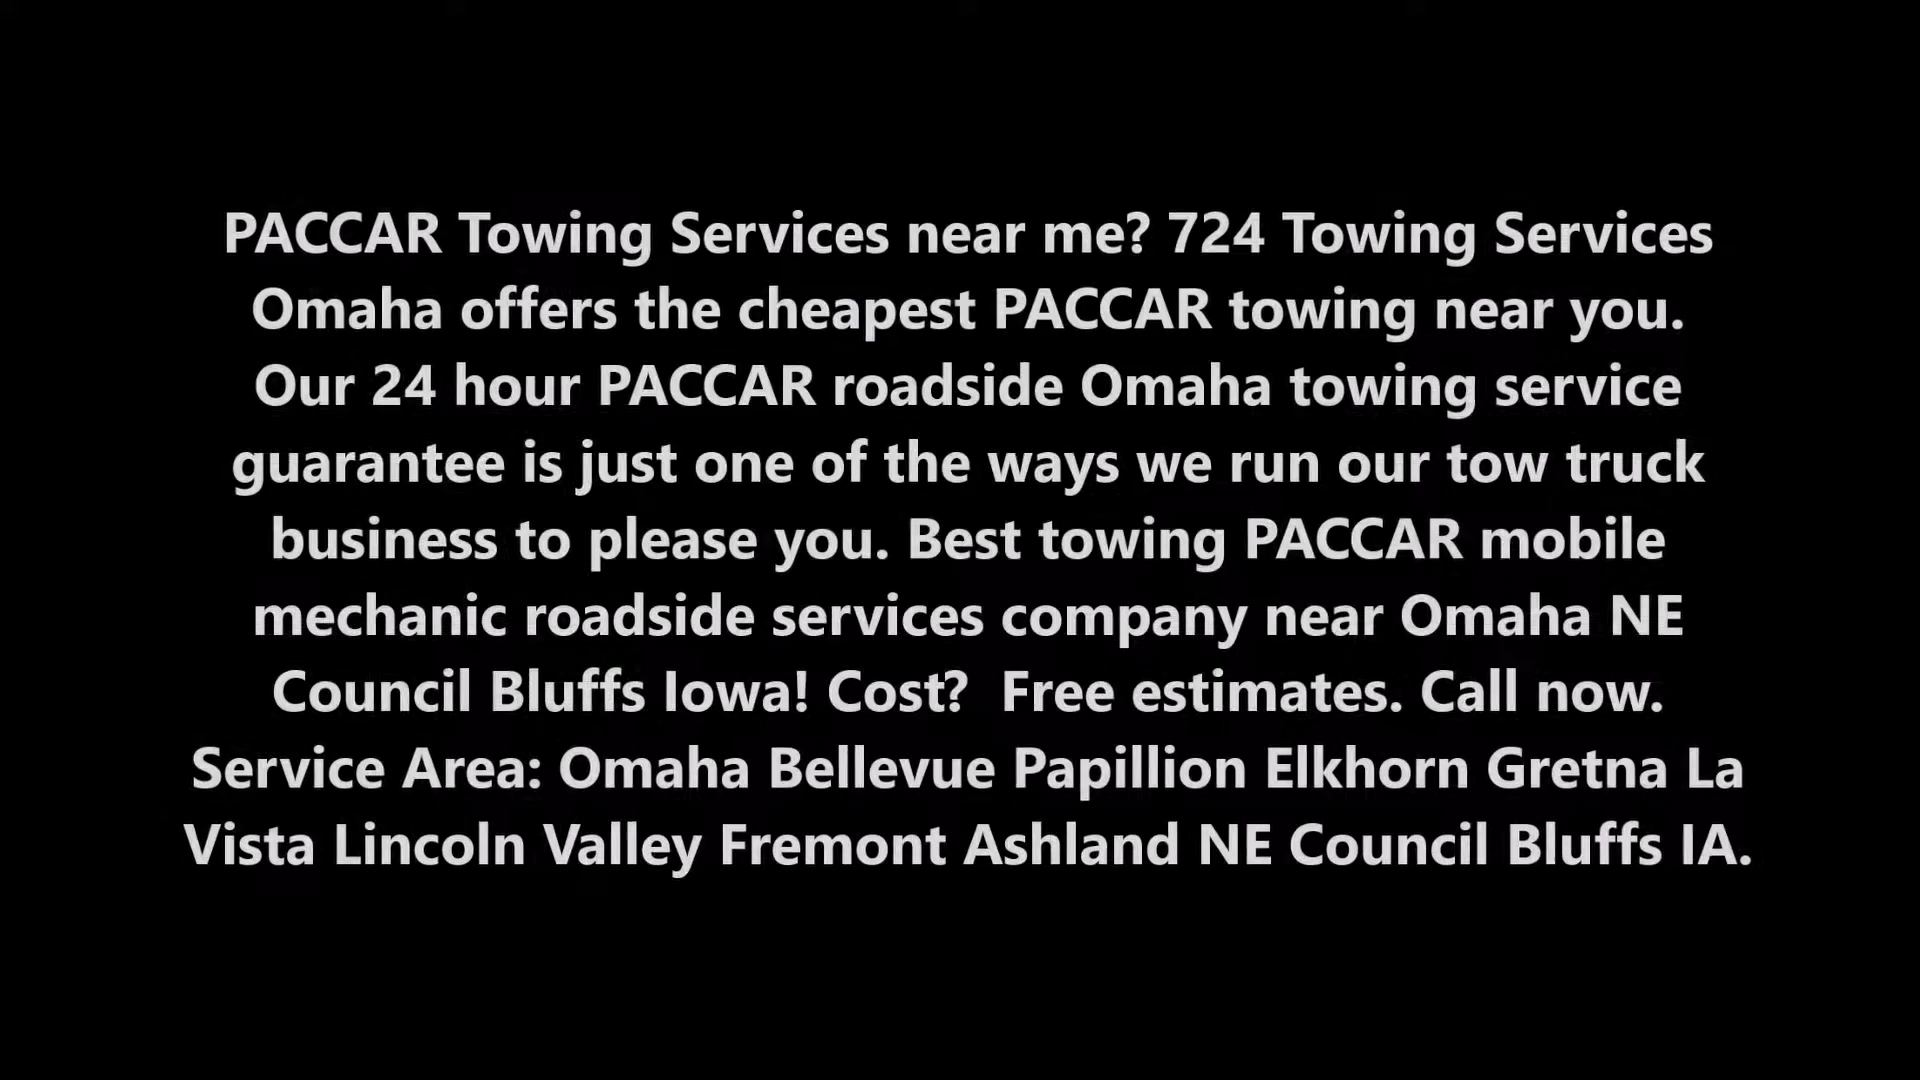 PACCAR Towing Services near me? 724 Towing Services
Omaha offers the cheapest PACCAR towing near you.
Our 24 hour PACCAR roadside Omaha towing service
guarantee is just one of the ways we run our tow truck
business to please you. Best towing PACCAR mobile
mechanic roadside services company near Omaha NE
Council Bluffs Iowa! Cost?  Free estimates. Call now.
Service Area: Omaha Bellevue Papillion Elkhorn Gretna La
Vista Lincoln Valley Fremont Ashland NE Council Bluffs IA.